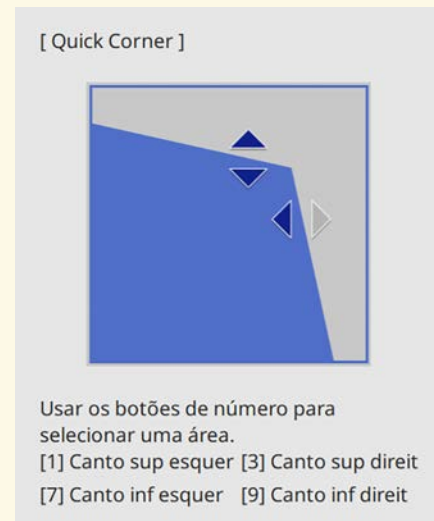 [ Quick Corner ]
Usar os botões de número para
selecionar uma área.
[1] Canto sup esquer [3] Canto sup direit
[7] Canto inf esquer [9] Canto inf direit